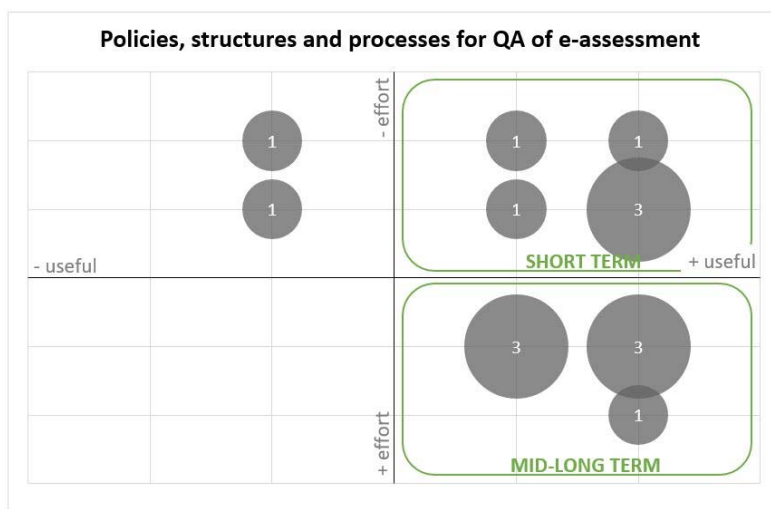 Policies, structures and processes for QA of e-assessment
- effort
1
1
1
1
1
3
SHORT TERM
- useful
+ useful
3
3
1
+ effort
MID-LONG TERM